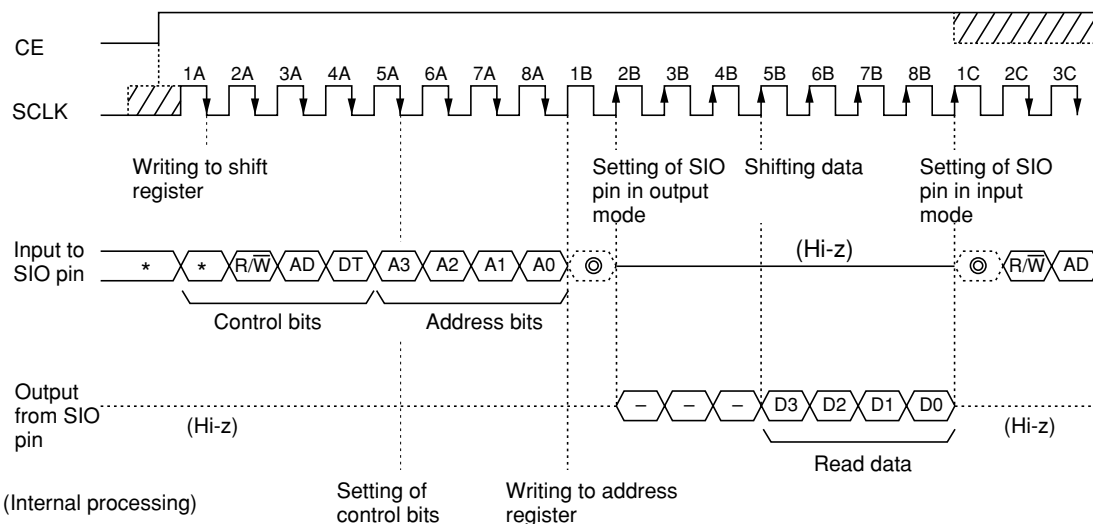 CE
1A 2A 3A 4A 5A 6A 7A 8A 1B 2B 3B 4B 5B 6B 7B 8B 1C 2C 3C
SCLK
Writing to shift
register
Setting of SIO
pin in output
mode
Shifting data
Setting of SIO
pin in input
mode
Input to
SIO pin
* * R/W̅ AD DT A3 A2 A1 A0 ◎ (Hi-z) ◎ R/W̅ AD
Control bits
Address bits
Output
from SIO
pin
(Hi-z)
– – – D3 D2 D1 D0
(Hi-z)
Read data
(Internal processing)
Setting of
control bits
Writing to address
register